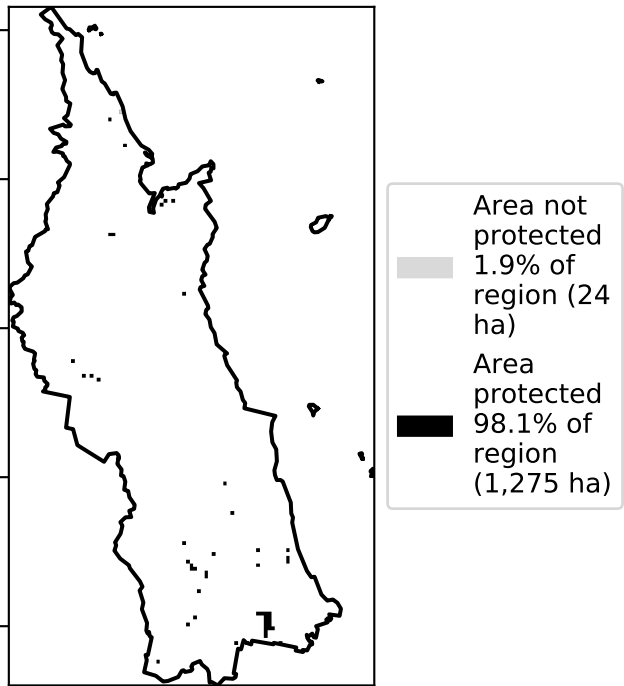 Area not
protected
1.9% of
region (24
ha)
Area
protected
98.1% of
region
(1,275 ha)